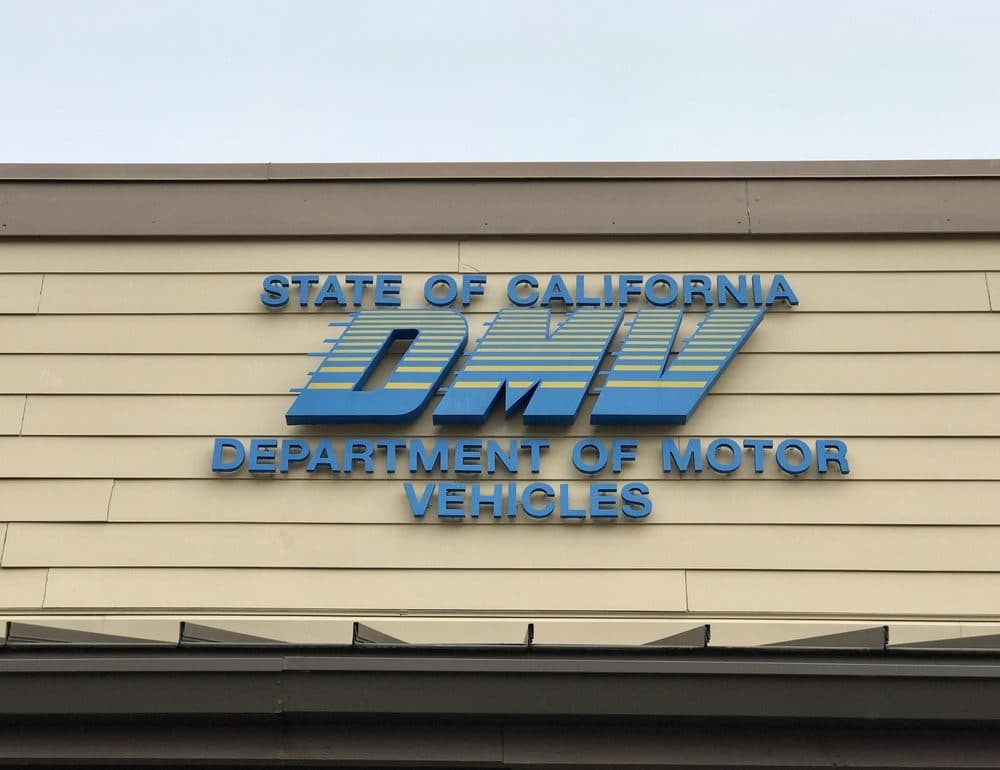 STATE OF CALIFORNIA
DMV
DEPARTMENT OF MOTOR
VEHICLES